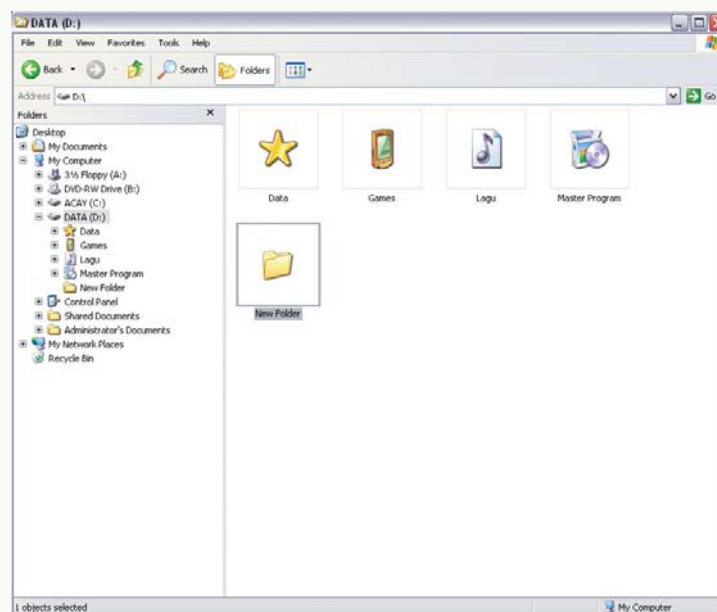 DATA (D:)
File Edit View Favorites Tools Help
Back Search Folders
Address D:\ Go
Folders
Desktop
My Documents
My Computer
3½ Floppy (A:)
DVD-RW Drive (B:)
ACAY (C:)
DATA (D:)
Data
Games
Lagu
Master Program
New Folder
Control Panel
Shared Documents
Administrator's Documents
My Network Places
Recycle Bin
Data Games Lagu Master Program
New Folder
1 objects selected My Computer